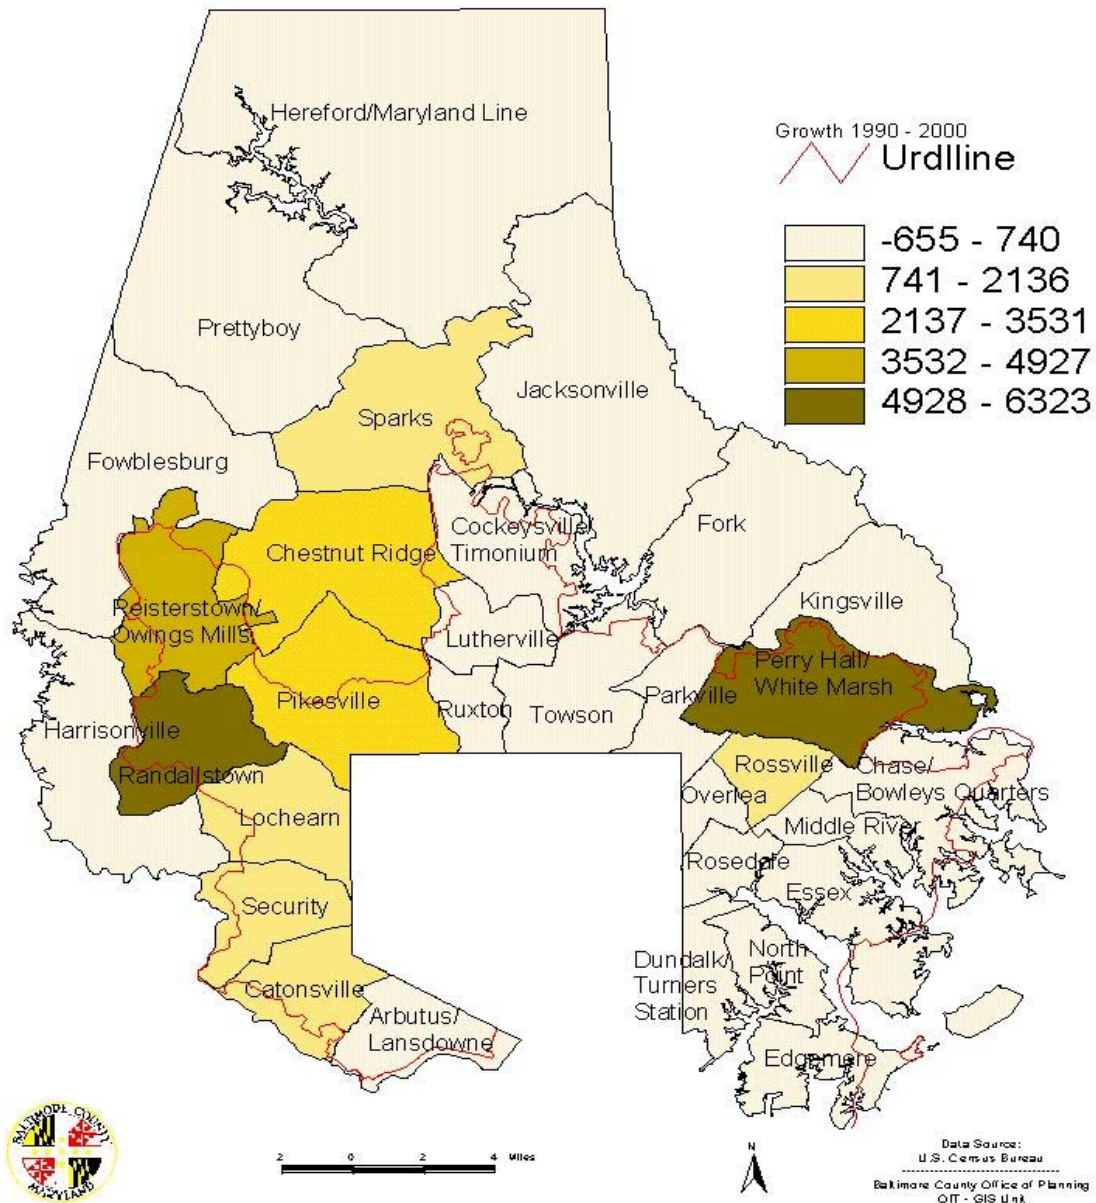 Hereford/Maryland Line
Growth 1990 - 2000
Urdlline
-655 - 740
741 - 2136
2137 - 3531
3532 - 4927
4928 - 6323
Prettyboy
Jacksonville
Sparks
Fowblesburg
Cockeysville/
Timonium
Fork
Chestnut Ridge
Kingsville
Reisterstown/
Owings Mills
Lutherville
Perry Hall/
White Marsh
Pikesville
Ruxton
Towson
Parkville
Harrisonville
Randallstown
Rossville
Chase/
Bowleys Quarters
Overlea
Lochearn
Middle River
Rosedale
Essex
Security
North
Point
Dundalk/
Turners
Station
Catonsville
Arbutus/
Lansdowne
Edgemere
BALTIMORE COUNTY
MARYLAND
2 0 2 4 Miles
N
Data Source:
U.S. Census Bureau
Baltimore County Office of Planning
OIT - GIS Unit